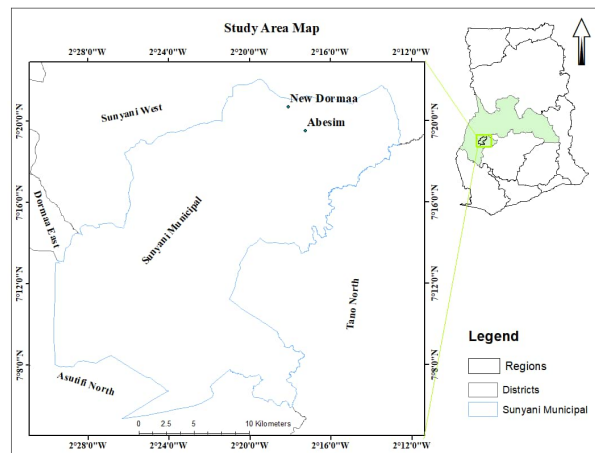 Study Area Map
2°28'0"W 2°24'0"W 2°20'0"W 2°16'0"W 2°12'0"W
New Dormaa
Sunyani West
Abesim
7°20'0"N 7°20'0"N
7°16'0"N 7°16'0"N
Dormaa East
Sunyani Municipal
7°12'0"N 7°12'0"N
Tano North
7°8'0"N 7°8'0"N
Asutifi North
0 2.5 5 10 Kilometers
2°28'0"W 2°24'0"W 2°20'0"W 2°16'0"W 2°12'0"W
Legend
Regions
Districts
Sunyani Municipal